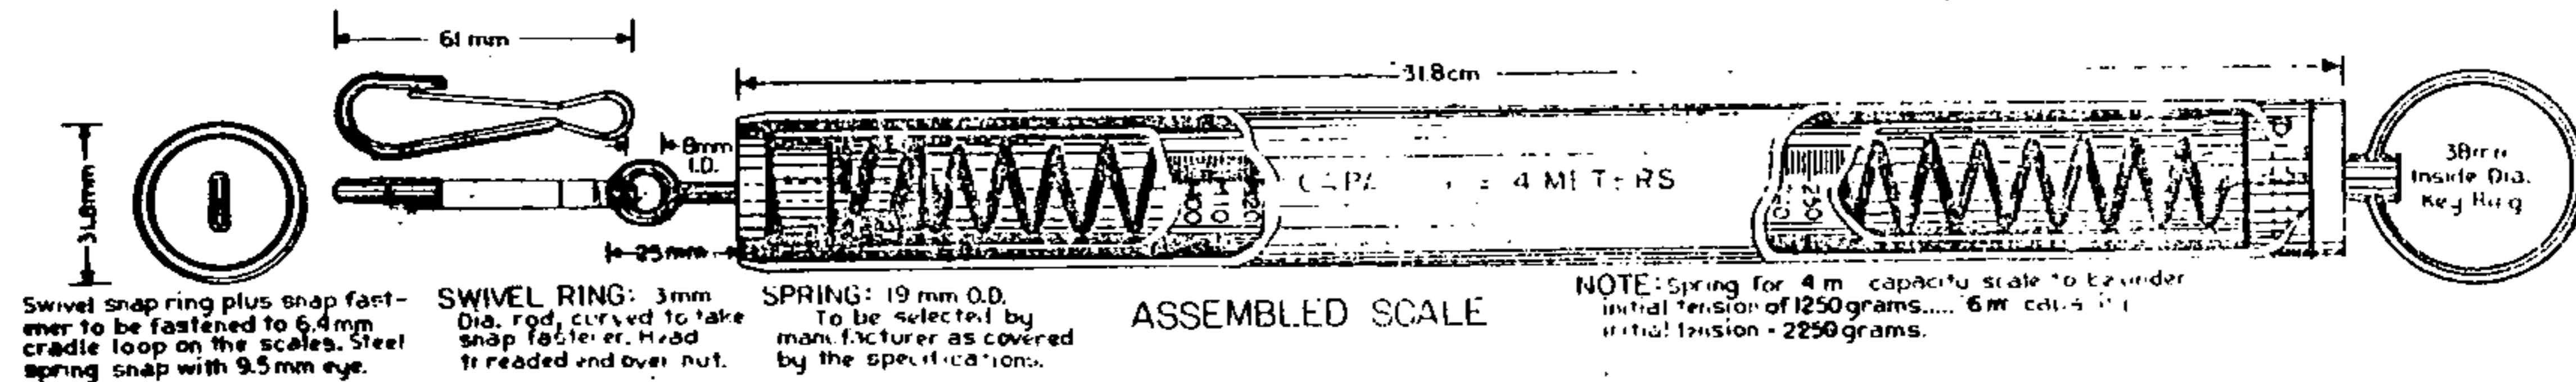 61 mm
31.8cm
8mm
I.D.
31.8mm
25 mm
4 METERS
38mm
Inside Dia.
Key Ring
Swivel snap ring plus snap fast-
ener to be fastened to 6.4mm
cradle loop on the scales. Steel
spring snap with 9.5mm eye.
SWIVEL RING: 3mm
Dia. rod, curved to take
snap fastener. Head
threaded end over nut.
SPRING: 19 mm O.D.
To be selected by
manufacturer as covered
by the specifications.
ASSEMBLED SCALE
NOTE: Spring for 4 m capacity scale to be under
initial tension of 1250 grams..... 6 m
initial tension - 2250 grams.